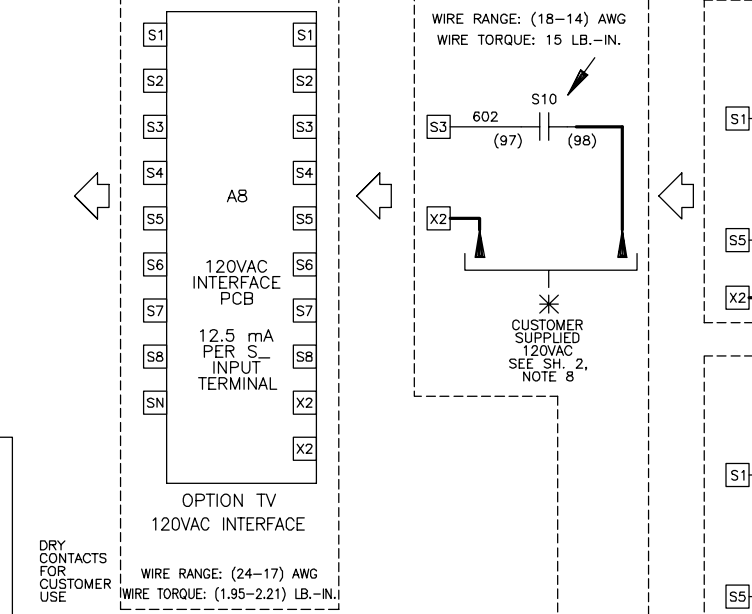 S1
S2
S3
S4
S5
S6
S7
S8
SN
S1
S2
S3
S4
S5
S6
S7
S8
X2
X2
A8
120VAC
INTERFACE
PCB
12.5 mA
PER S_
INPUT
TERMINAL
OPTION TV
120VAC INTERFACE
WIRE RANGE: (24-17) AWG
WIRE TORQUE: (1.95-2.21) LB.-IN.
DRY
CONTACTS
FOR
CUSTOMER
USE
WIRE RANGE: (18-14) AWG
WIRE TORQUE: 15 LB.-IN.
S10
S3
602
(97)
(98)
X2
CUSTOMER
SUPPLIED
120VAC
SEE SH. 2,
NOTE 8
S1
S5
X2
S1
S5